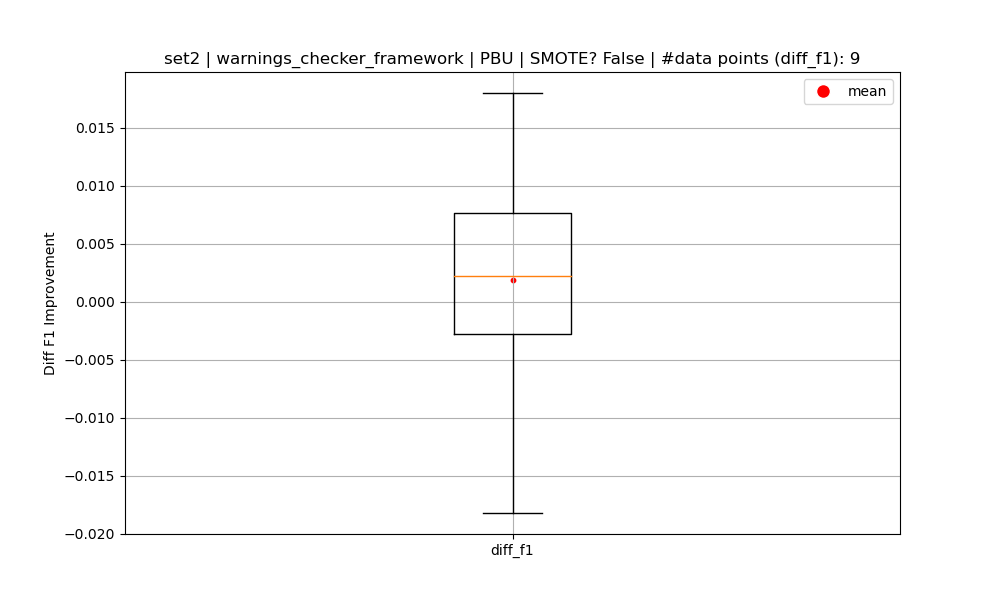 set2 | warnings_checker_framework | PBU | SMOTE? False | #data points (diff_f1): 9
mean
0.015
0.010
0.005
0.000
−0.005
−0.010
−0.015
−0.020
Diff F1 Improvement
diff_f1